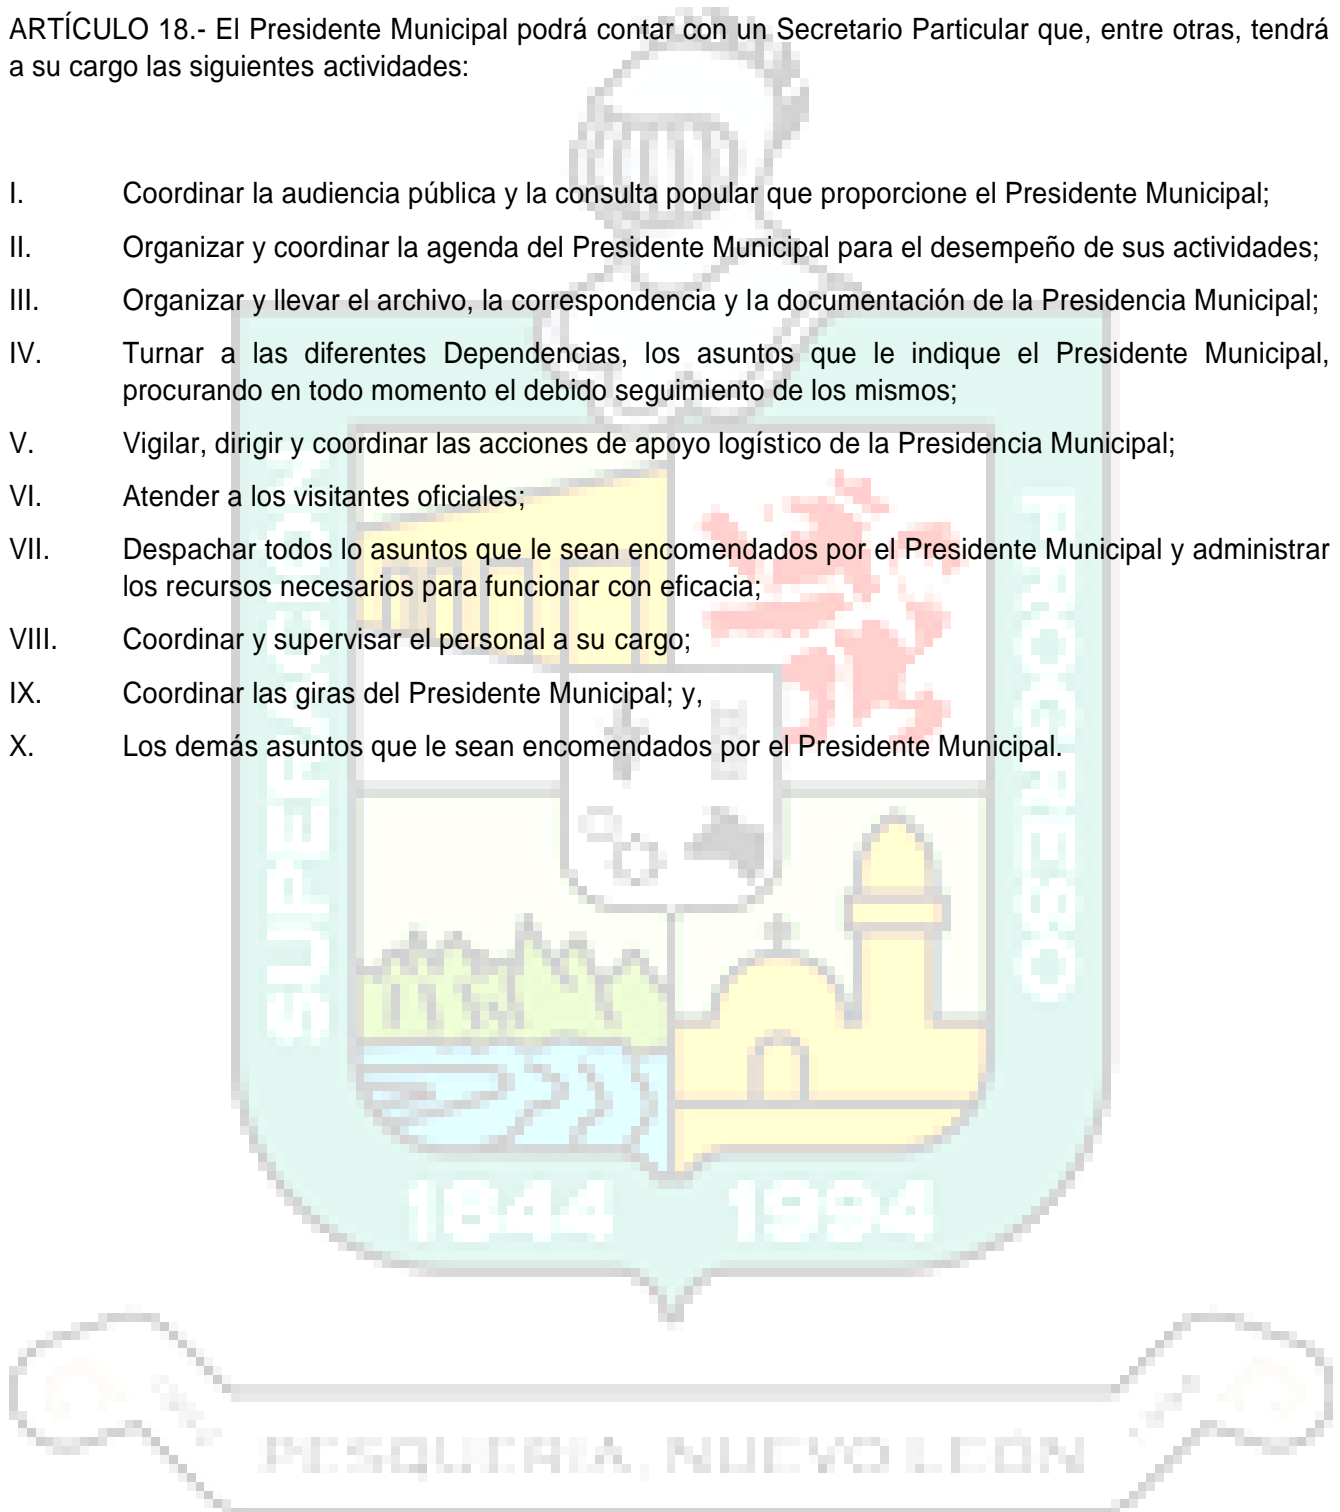 ARTÍCULO 18.- El Presidente Municipal podrá contar con un Secretario Particular que, entre otras, tendrá
a su cargo las siguientes actividades:
I. Coordinar la audiencia pública y la consulta popular que proporcione el Presidente Municipal;
II. Organizar y coordinar la agenda del Presidente Municipal para el desempeño de sus actividades;
III. Organizar y llevar el archivo, la correspondencia y la documentación de la Presidencia Municipal;
IV. Turnar a las diferentes Dependencias, los asuntos que le indique el Presidente Municipal,
procurando en todo momento el debido seguimiento de los mismos;
V. Vigilar, dirigir y coordinar las acciones de apoyo logístico de la Presidencia Municipal;
VI. Atender a los visitantes oficiales;
VII. Despachar todos lo asuntos que le sean encomendados por el Presidente Municipal y administrar
los recursos necesarios para funcionar con eficacia;
VIII. Coordinar y supervisar el personal a su cargo;
IX. Coordinar las giras del Presidente Municipal; y,
X. Los demás asuntos que le sean encomendados por el Presidente Municipal.
SUPERACIÓN
PROGRESO
1844 1994
PESQUERIA, NUEVO LEÓN